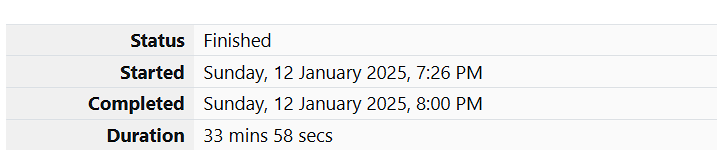 Status Finished
Started Sunday, 12 January 2025, 7:26 PM
Completed Sunday, 12 January 2025, 8:00 PM
Duration 33 mins 58 secs